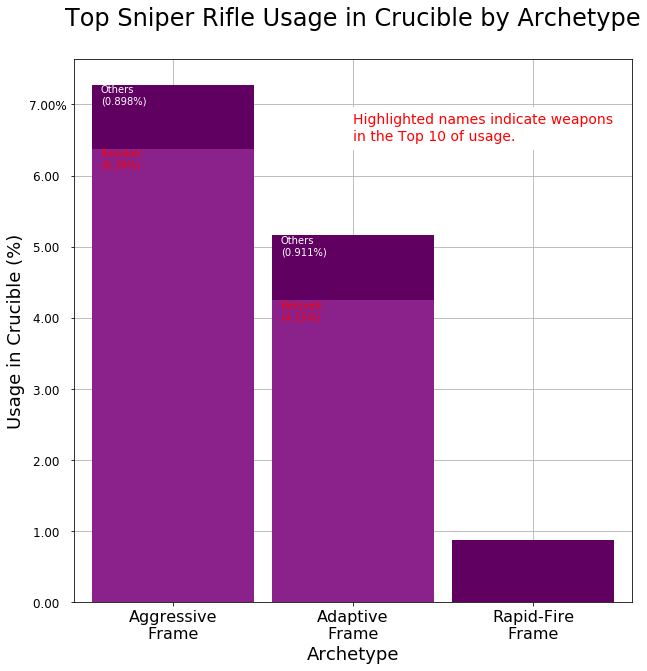 Top Sniper Rifle Usage in Crucible by Archetype
Others
(0.898%)
Highlighted names indicate weapons
in the Top 10 of usage.
Others
(0.911%)
7.00%
6.00
5.00
4.00
3.00
2.00
1.00
0.00
Usage in Crucible (%)
Aggressive
Frame
Adaptive
Frame
Rapid-Fire
Frame
Archetype